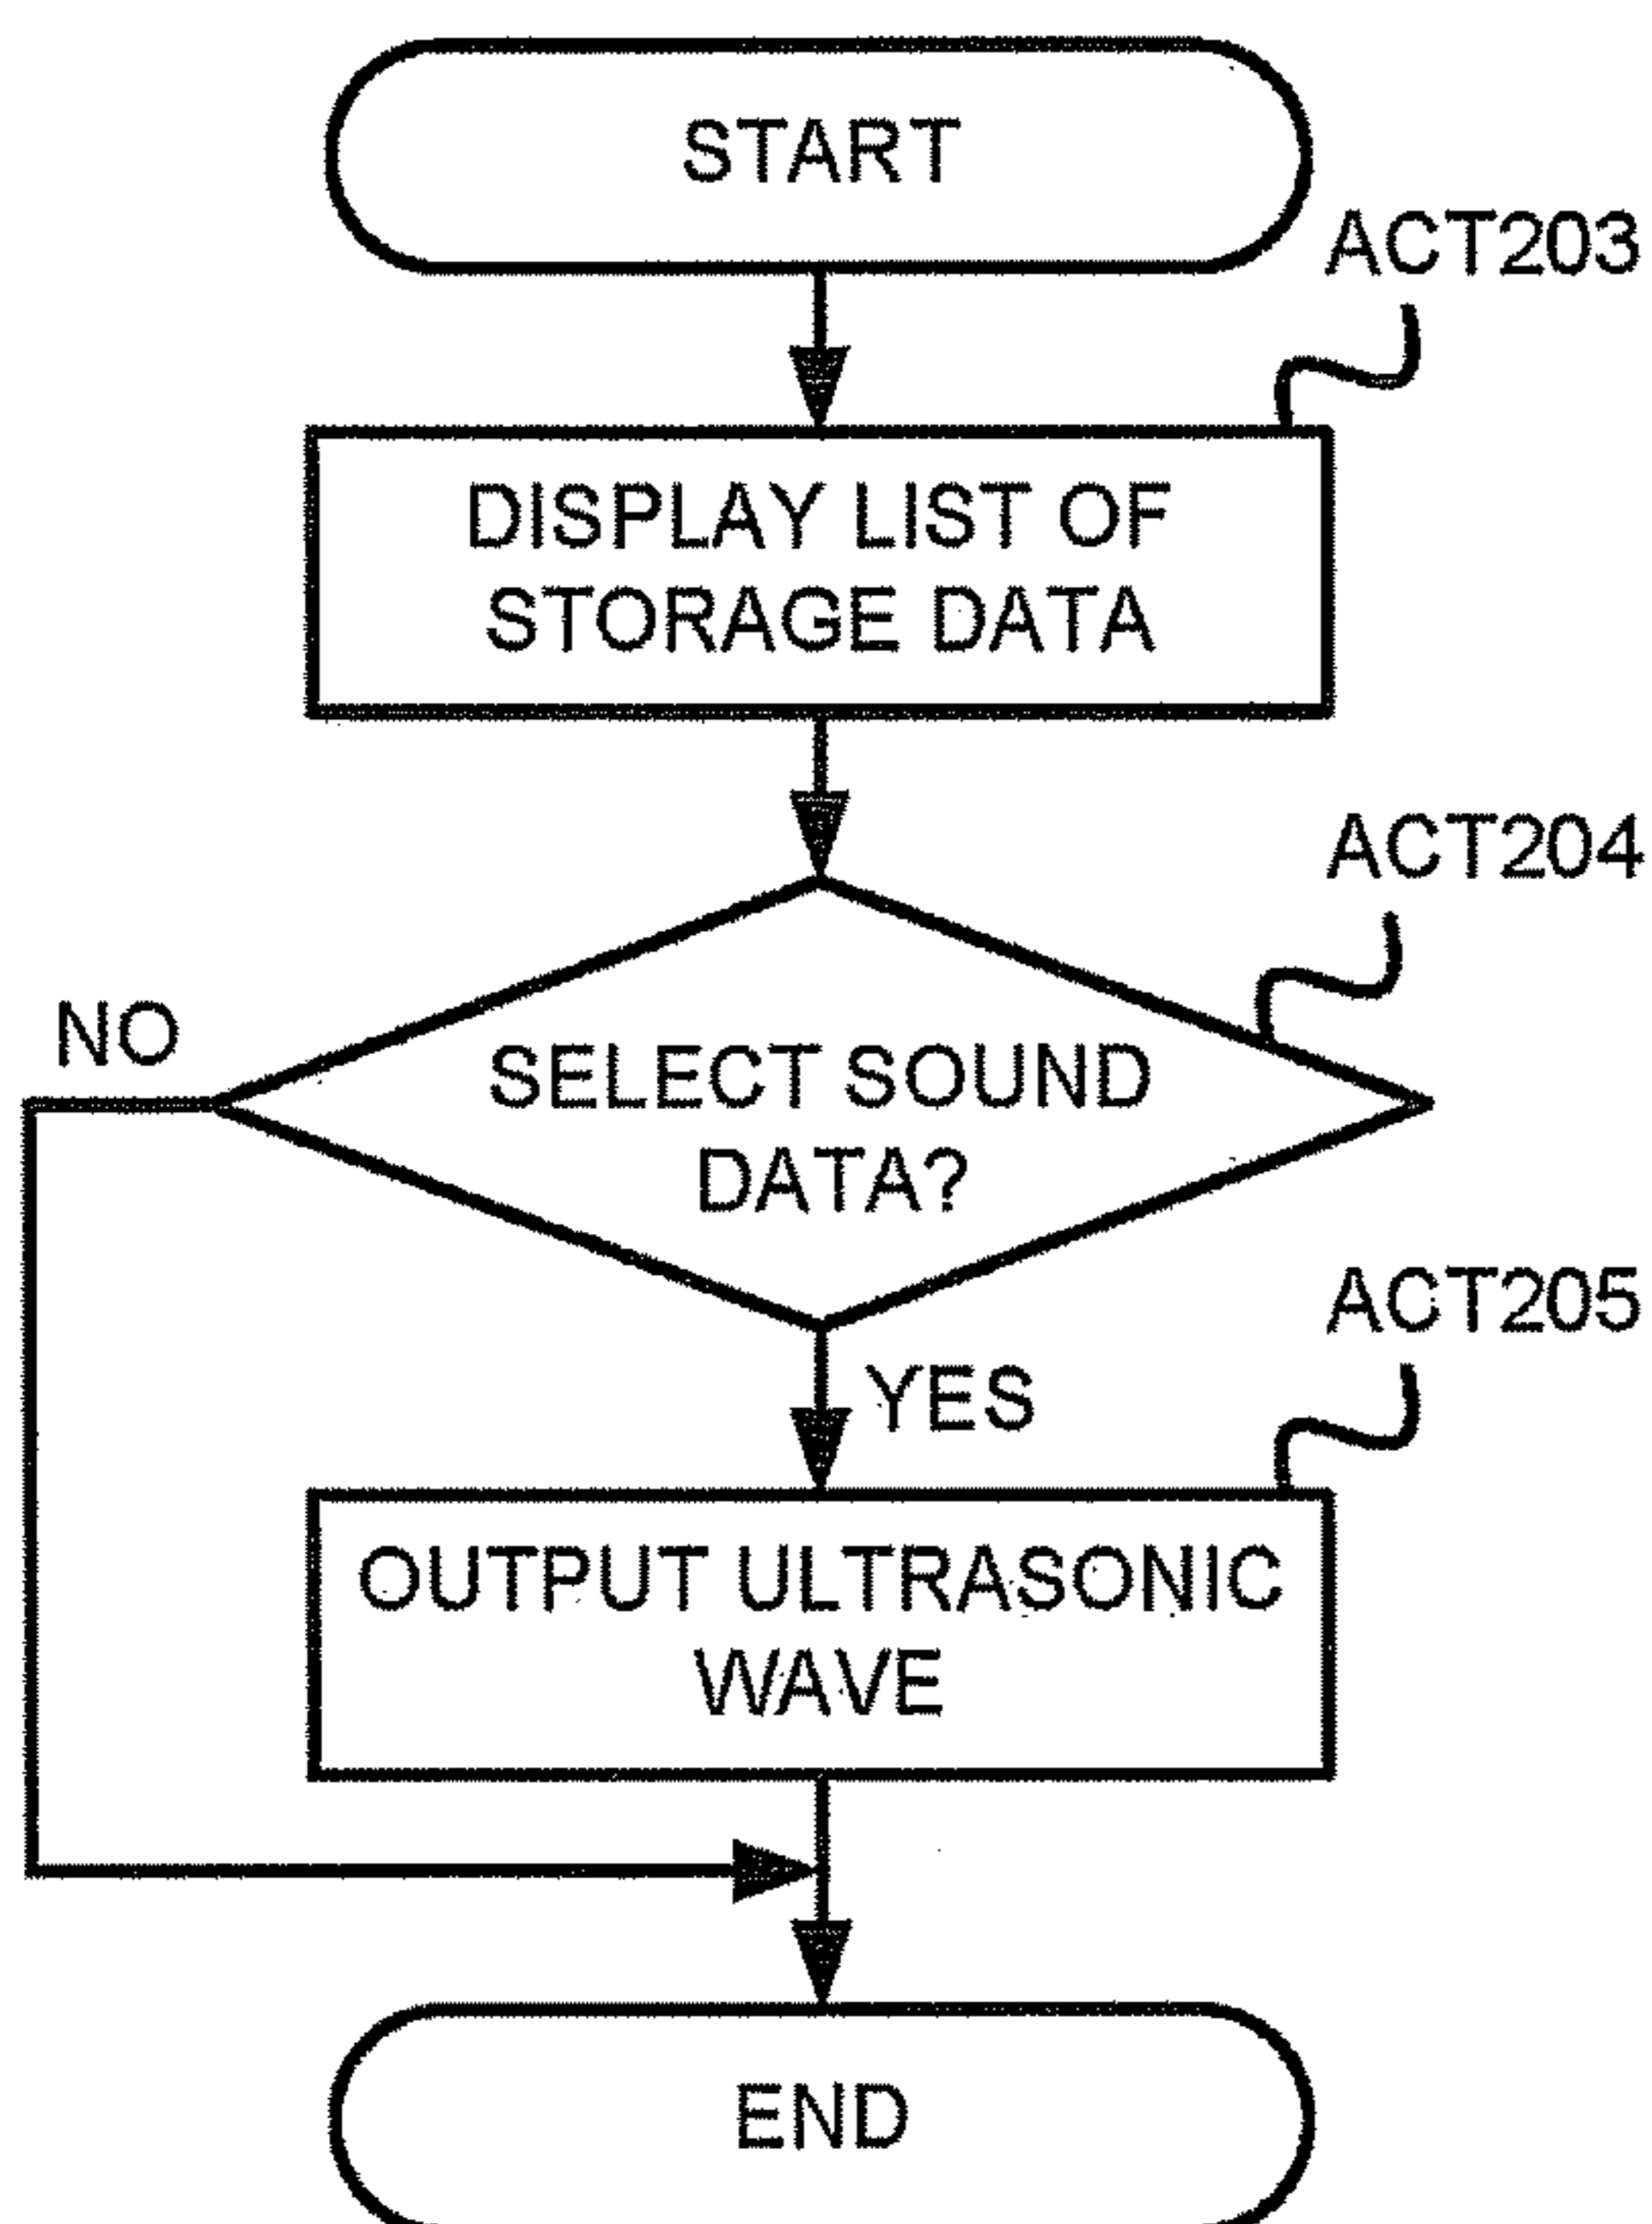 START
ACT203
DISPLAY LIST OF
STORAGE DATA
ACT204
NO
SELECT SOUND
DATA?
ACT205
YES
OUTPUT ULTRASONIC
WAVE
END